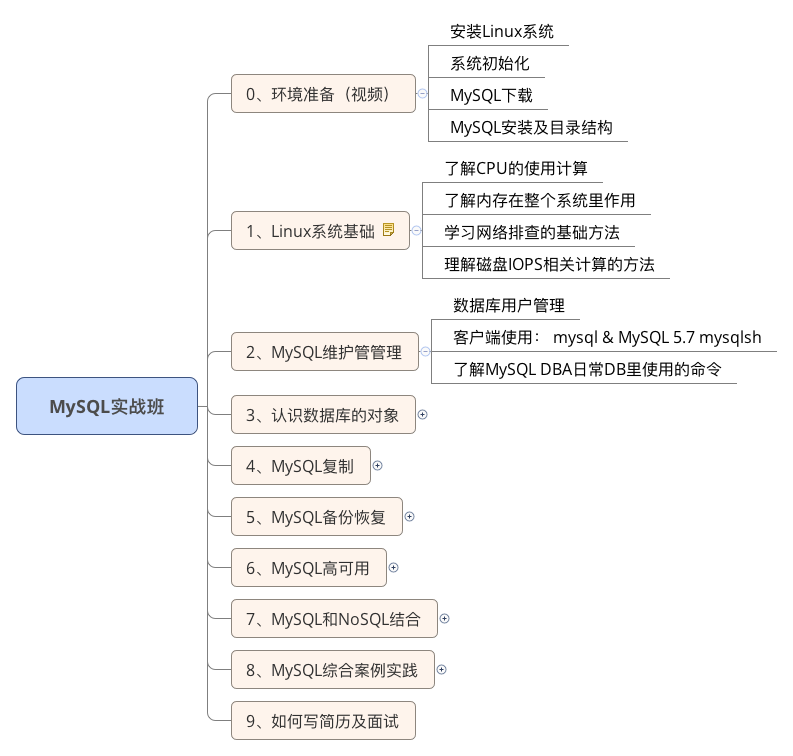 MySQL实战班
0、环境准备（视频）
安装Linux系统
系统初始化
MySQL下载
MySQL安装及目录结构
1、Linux系统基础
了解CPU的使用计算
了解内存在整个系统里作用
学习网络排查的基础方法
理解磁盘IOPS相关计算的方法
2、MySQL维护管管理
数据库用户管理
客户端使用： mysql & MySQL 5.7 mysqlsh
了解MySQL DBA日常DB里使用的命令
3、认识数据库的对象
4、MySQL复制
5、MySQL备份恢复
6、MySQL高可用
7、MySQL和NoSQL结合
8、MySQL综合案例实践
9、如何写简历及面试